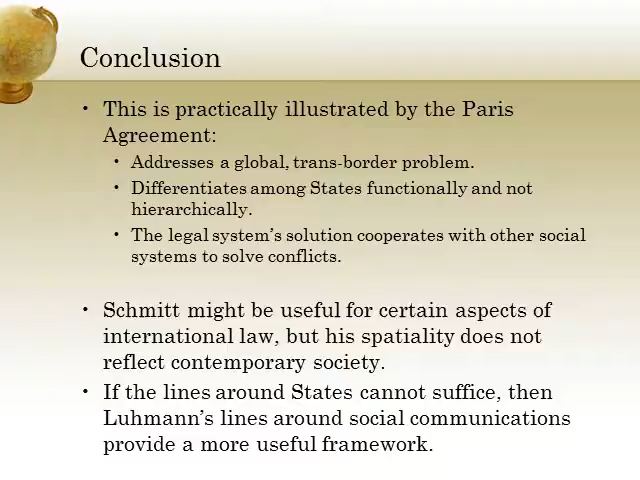 Conclusion
• This is practically illustrated by the Paris
Agreement:
• Addresses a global, trans-border problem.
• Differentiates among States functionally and not
hierarchically.
• The legal system's solution cooperates with other social
systems to solve conflicts.
• Schmitt might be useful for certain aspects of
international law, but his spatiality does not
reflect contemporary society.
• If the lines around States cannot suffice, then
Luhmann's lines around social communications
provide a more useful framework.